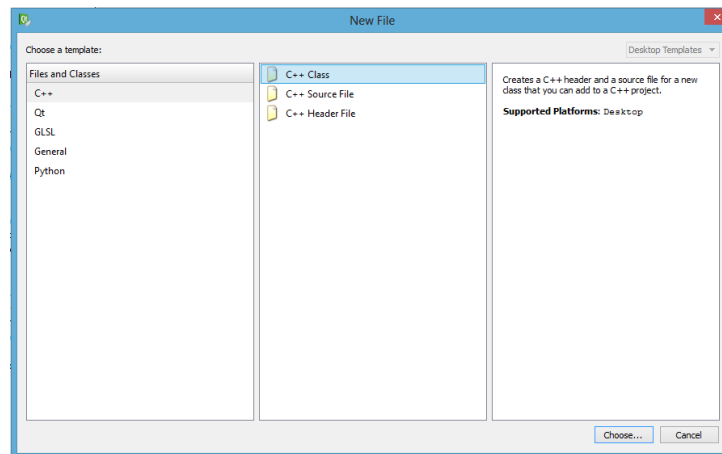 New File
Choose a template:
Desktop Templates
Files and Classes
C++
Qt
GLSL
General
Python
C++ Class
C++ Source File
C++ Header File
Creates a C++ header and a source file for a new
class that you can add to a C++ project.
Supported Platforms: Desktop
Choose...
Cancel